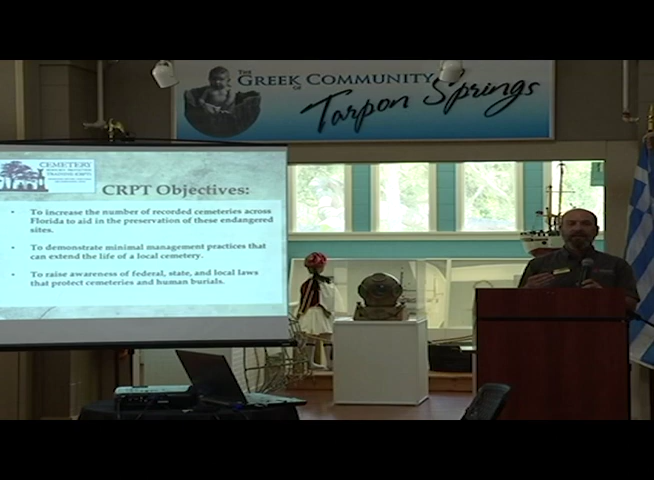 THE
GREEK COMMUNITY
OF
Tarpon Springs
CEMETERY
CRPT Objectives:
• To increase the number of recorded cemeteries across
Florida to aid in the preservation of these endangered
sites.
• To demonstrate minimal management practices that
can extend the life of a local cemetery.
• To raise awareness of federal, state, and local laws
that protect cemeteries and human burials.